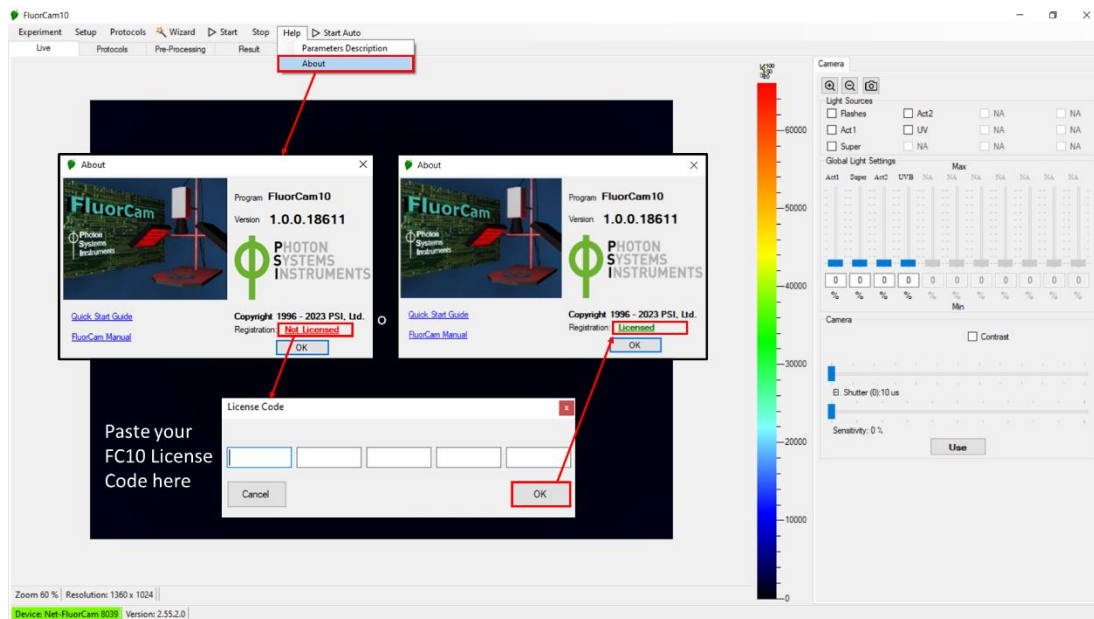 FluorCam10
Experiment Setup Protocols Wizard Start Stop Help Start Auto
Live Protocols Pre-Processing Result
Parameters Description
About
60000
50000
40000
30000
20000
10000
0
Camera
Light Sources
Flashes Act2 NA NA
Act1 UV NA NA
Super NA NA NA
Global Light Settings
Max
Act1 Super Act2 UVB NA NA NA NA NA NA
0 0 0 0 0 0 0 0 0 0
% % % % % % % % % %
Min
Camera
Contrast
El. Shutter (0):10 us
Sensitivity: 0 %
Use
About
FluorCam
Photon
Systems
Instruments
Program FluorCam10
Version 1.0.0.18611
PHOTON
SYSTEMS
INSTRUMENTS
Quick Start Guide
FluorCam Manual
Copyright 1996 - 2023 PSI, Ltd.
Registration: Not Licensed
OK
o
About
FluorCam
Photon
Systems
Instruments
Program FluorCam10
Version 1.0.0.18611
PHOTON
SYSTEMS
INSTRUMENTS
Quick Start Guide
FluorCam Manual
Copyright 1996 - 2023 PSI, Ltd.
Registration: Licensed
OK
Paste your
FC10 License
Code here
License Code
Cancel OK
Zoom 60 % Resolution: 1360 x 1024
Device: Net-FluorCam 8039 Version: 2.55.2.0